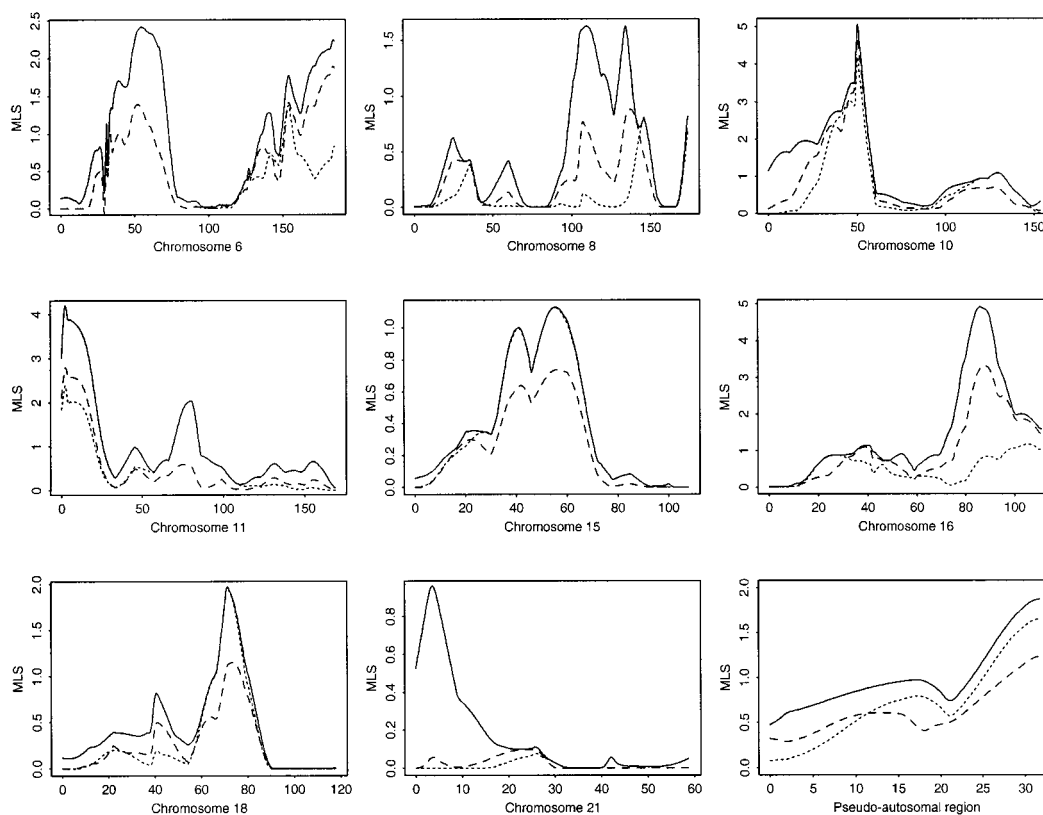 MLS
0.0 0.5 1.0 1.5 2.0 2.5
0 50 100 150
Chromosome 6
MLS
0.0 0.5 1.0 1.5
0 50 100 150
Chromosome 8
MLS
0 1 2 3 4 5
0 50 100 150
Chromosome 10
MLS
0 1 2 3 4
0 50 100 150
Chromosome 11
MLS
0.0 0.2 0.4 0.6 0.8 1.0
0 20 40 60 80 100
Chromosome 15
MLS
0 1 2 3 4 5
0 20 40 60 80 100
Chromosome 16
MLS
0.0 0.5 1.0 1.5 2.0
0 20 40 60 80 100 120
Chromosome 18
MLS
0.0 0.2 0.4 0.6 0.8
0 10 20 30 40 50 60
Chromosome 21
MLS
0.0 0.5 1.0 1.5 2.0
0 5 10 15 20 25 30
Pseudo-autosomal region